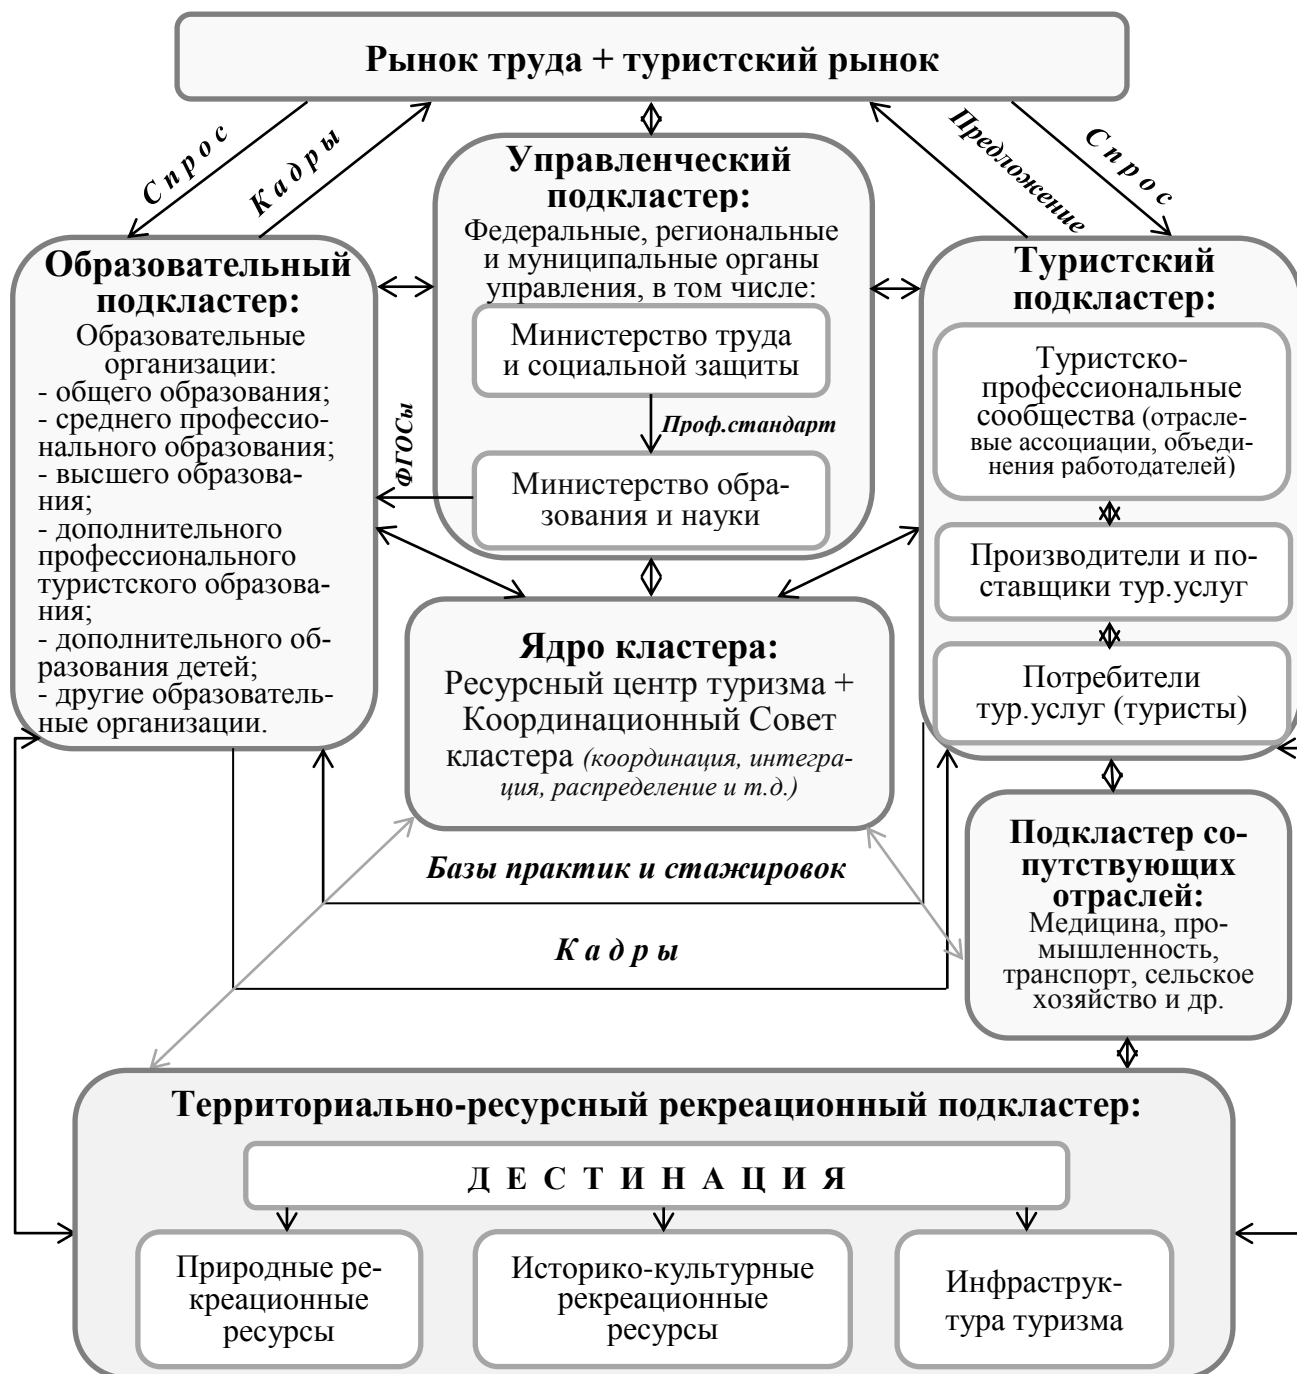 Рынок труда + туристский рынок
Спрос
Кадры
Предложение
Спрос
Управленческий
подкластер:
Федеральные, региональные
и муниципальные органы
управления, в том числе:
Министерство труда
и социальной защиты
Проф.стандарт
Министерство обра-
зования и науки
ФГОСы
Образовательный
подкластер:
Образовательные
организации:
- общего образования;
- среднего профессио-
нального образования;
- высшего образова-
ния;
- дополнительного
профессионального
туристского образова-
ния;
- дополнительного об-
разования детей;
- другие образователь-
ные организации.
Туристский
подкластер:
Туристско-
профессиональные
сообщества (отрасле-
вые ассоциации, объеди-
нения работодателей)
Производители и по-
ставщики тур.услуг
Потребители
тур.услуг (туристы)
Ядро кластера:
Ресурсный центр туризма +
Координационный Совет
кластера (координация, интегра-
ция, распределение и т.д.)
Базы практик и стажировок
Кадры
Подкластер со-
путствующих
отраслей:
Медицина, про-
мышленность,
транспорт, сельское
хозяйство и др.
Территориально-ресурсный рекреационный подкластер:
ДЕСТИНАЦИЯ
Природные ре-
креационные
ресурсы
Историко-культурные
рекреационные
ресурсы
Инфраструк-
тура туризма